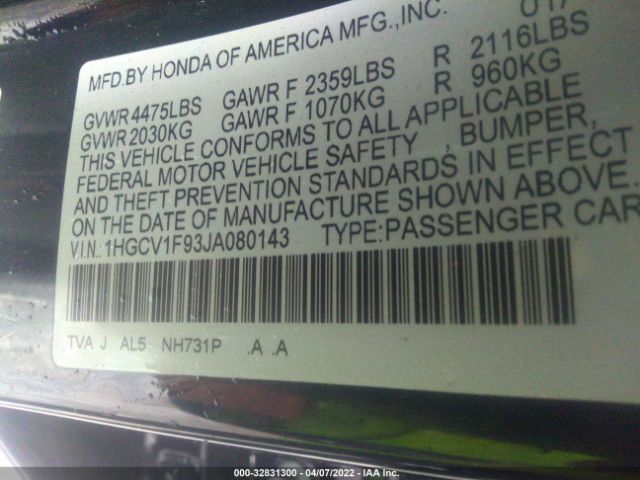 MFD.BY HONDA OF AMERICA MFG.,INC.
GVWR 4475LBS GAWR F 2359LBS R 2116LBS
GVWR 2030KG GAWR F 1070KG R 960KG
THIS VEHICLE CONFORMS TO ALL APPLICABLE
FEDERAL MOTOR VEHICLE SAFETY , BUMPER,
AND THEFT PREVENTION STANDARDS IN EFFECT
ON THE DATE OF MANUFACTURE SHOWN ABOVE.
V.I.N.: 1HGCV1F93JA080143 TYPE:PASSENGER CAR
TVA J AL5 NH731P .A .A
000-32831300 - 04/07/2022 - IAA Inc.